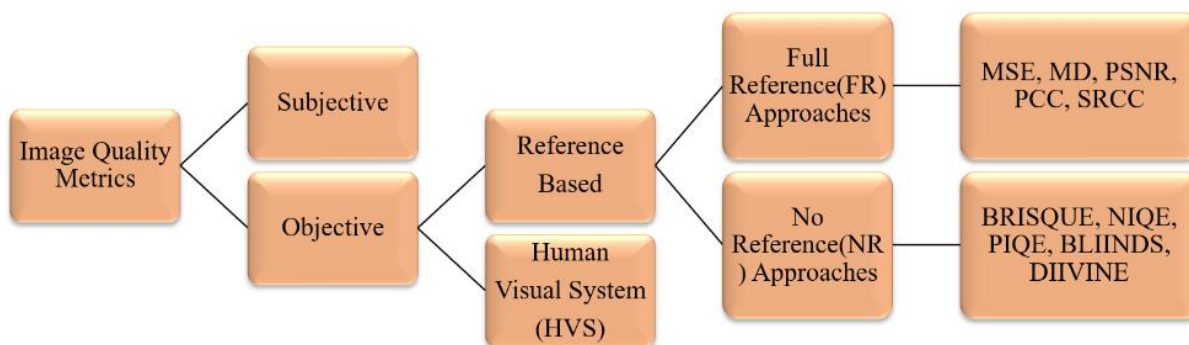 Image Quality
Metrics
Subjective
Objective
Reference
Based
Human
Visual System
(HVS)
Full
Reference(FR)
Approaches
No
Reference(NR
) Approaches
MSE, MD, PSNR,
PCC, SRCC
BRISQUE, NIQE,
PIQE, BLIINDS,
DIIVINE